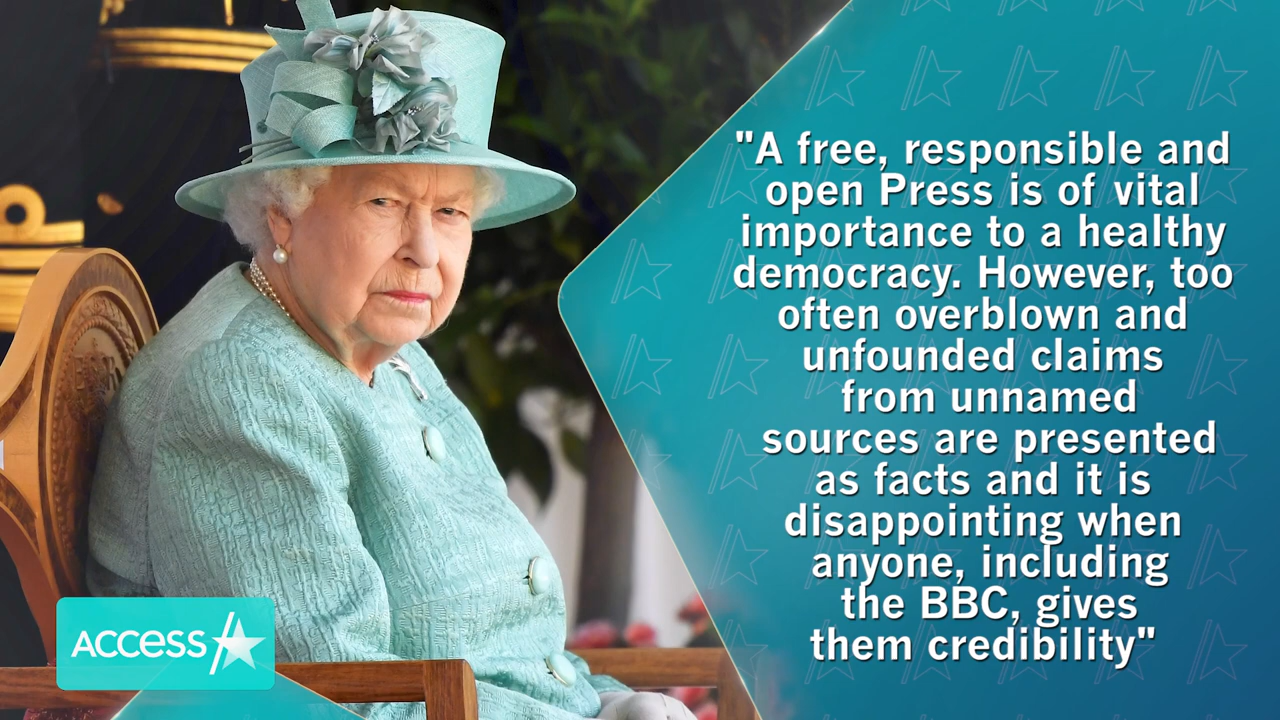 "A free, responsible and
open Press is of vital
importance to a healthy
democracy. However, too
often overblown and
unfounded claims
from unnamed
sources are presented
as facts and it is
disappointing when
anyone, including
the BBC, gives
them credibility"
ACCESS